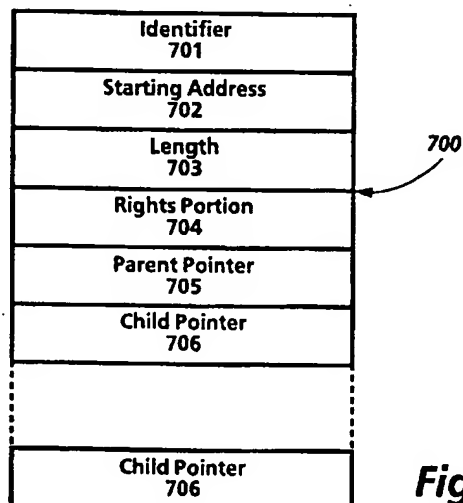 Identifier
701
Starting Address
702
Length
703
700
Rights Portion
704
Parent Pointer
705
Child Pointer
706
Child Pointer
706
Fig